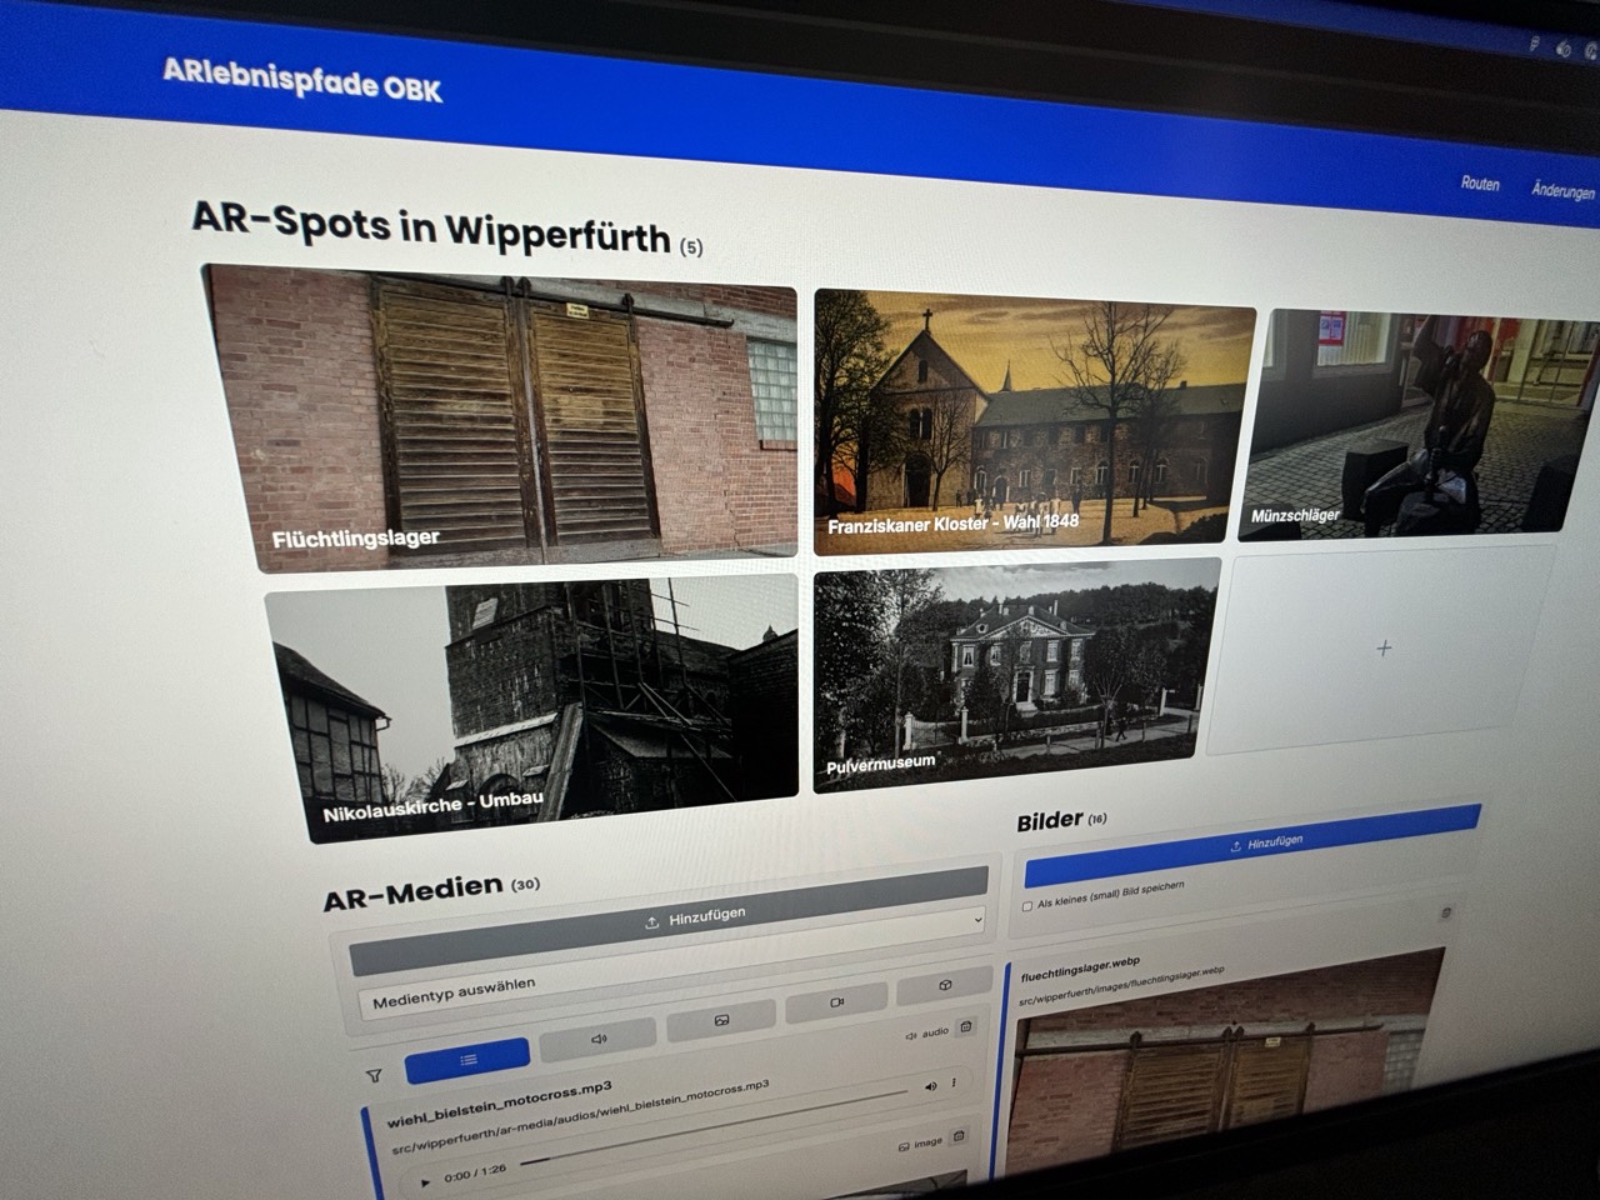 ARlebnispfade OBK
Routen
Änderungen
AR-Spots in Wipperfürth (5)
Flüchtlingslager
Franziskaner Kloster - Wahl 1848
Münzschläger
Nikolauskirche - Umbau
Pulvermuseum
AR-Medien (30)
Hinzufügen
Medientyp auswählen
audio
wiehl_bielstein_motocross.mp3
src/wipperfuerth/ar-media/audios/wiehl_bielstein_motocross.mp3
0:00 / 1:26
image
Bilder (16)
Hinzufügen
Als kleines (small) Bild speichern
fluechtlingslager.webp
src/wipperfuerth/images/fluechtlingslager.webp